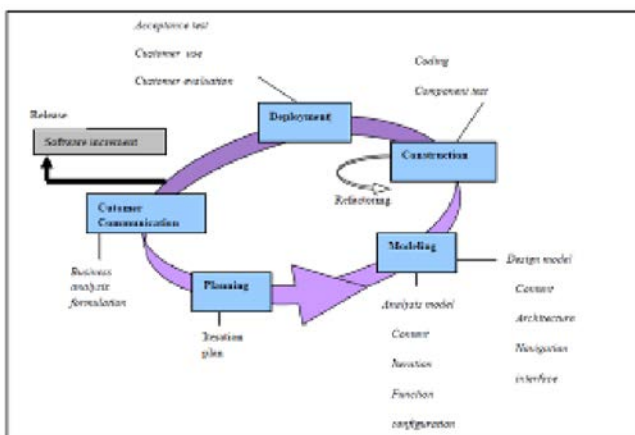 Acceptance test
Customer use
Customer evaluation
Coding
Component test
Deployment
Release
Software increment
Construction
Refactoring
Cutomer
Communication
Modeling
Design model
Business
analysis
formulation
Planning
Analysis model
Content
Architecture
Iteration
plan
Content
Navigation
Iteration
interface
Function
configuration